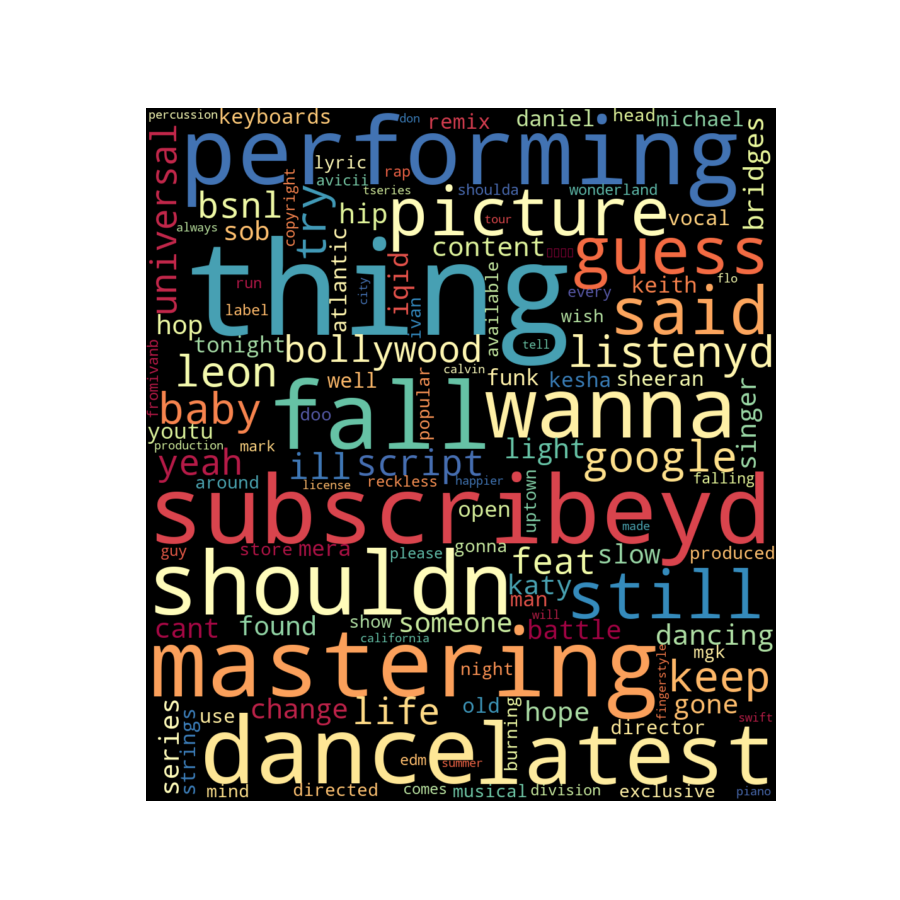 percussion keyboards don remix daniel head michael
universal performing bridges
lyric rap avicii tseries shoulda wonderland
copyright try bsnl hip picture tour vocal
always sob content guess
thing atlantic iqid available keith flo
run city ivan every said
label wish
hop tonight bollywood tell listenyd
fromivanb leon well popular calvin funk kesha sheeran singer
baby doo fall wanna
youtu
production mark light google
yeah ill script falling
around license reckless happier uptown
subscribeyd open made
guy store mera please gonna feat slow produced
shouldn katy still
man will
cant found show someone battle dancing
california
mastering night fingerstyle mgk keep
series strings use change life old burning hope gone swift
director
dance latest
edm summer
mind directed comes musical division exclusive piano